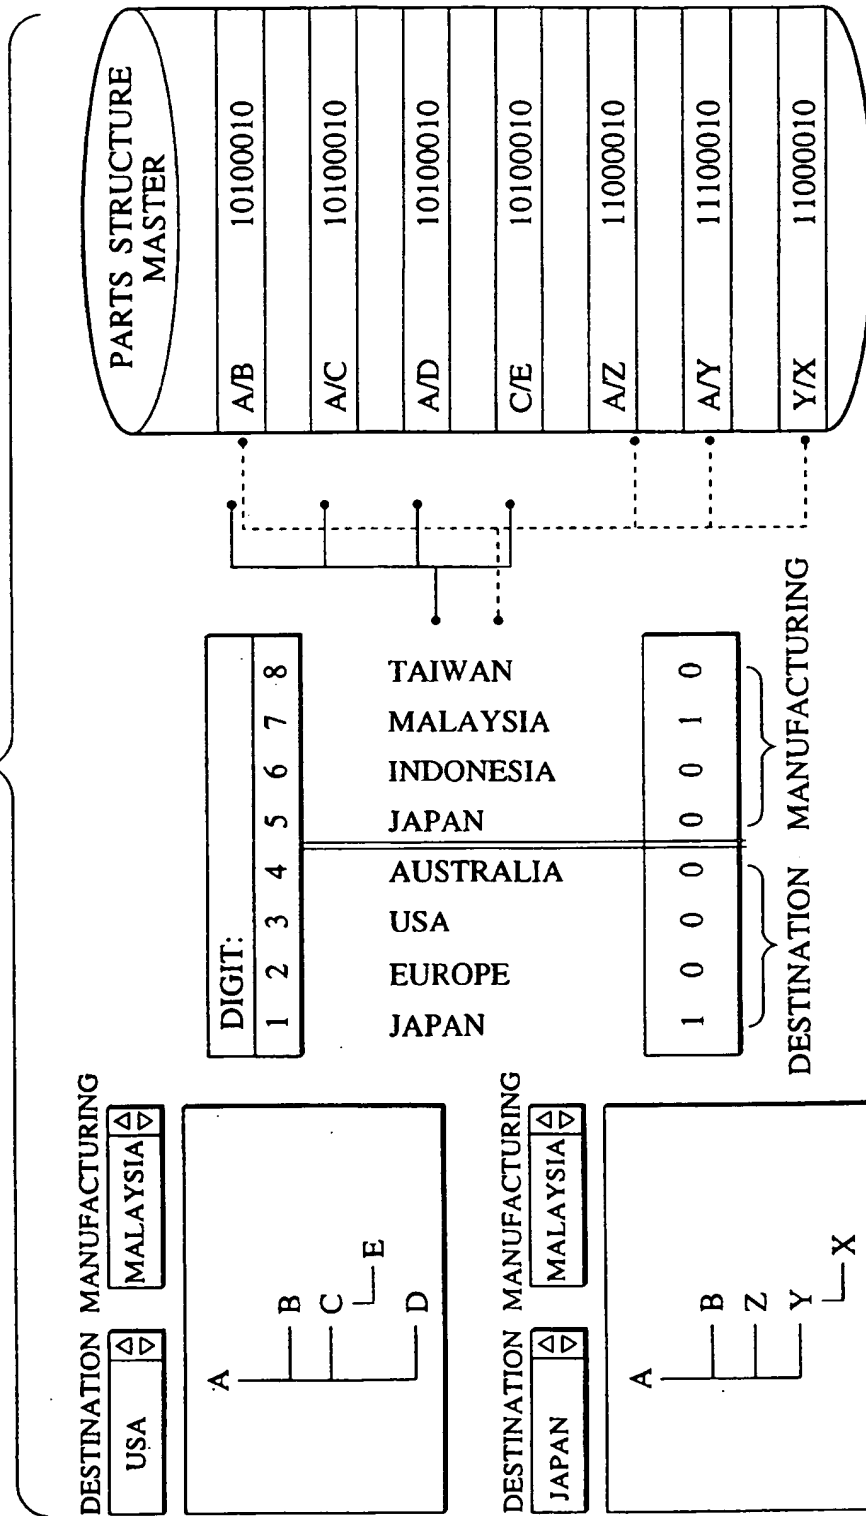 DESTINATION MANUFACTURING
USA MALAYSIA
A
B
C
E
D
DESTINATION MANUFACTURING
JAPAN MALAYSIA
A
B
Z
Y
X
DIGIT:
1 2 3 4 5 6 7 8
JAPAN
EUROPE
USA
AUSTRALIA
JAPAN
INDONESIA
MALAYSIA
TAIWAN
1 0 0 0 0 0 1 0
DESTINATION MANUFACTURING
PARTS STRUCTURE
MASTER
A/B 10100010
A/C 10100010
A/D 10100010
C/E 10100010
A/Z 11000010
A/Y 11100010
Y/X 11000010